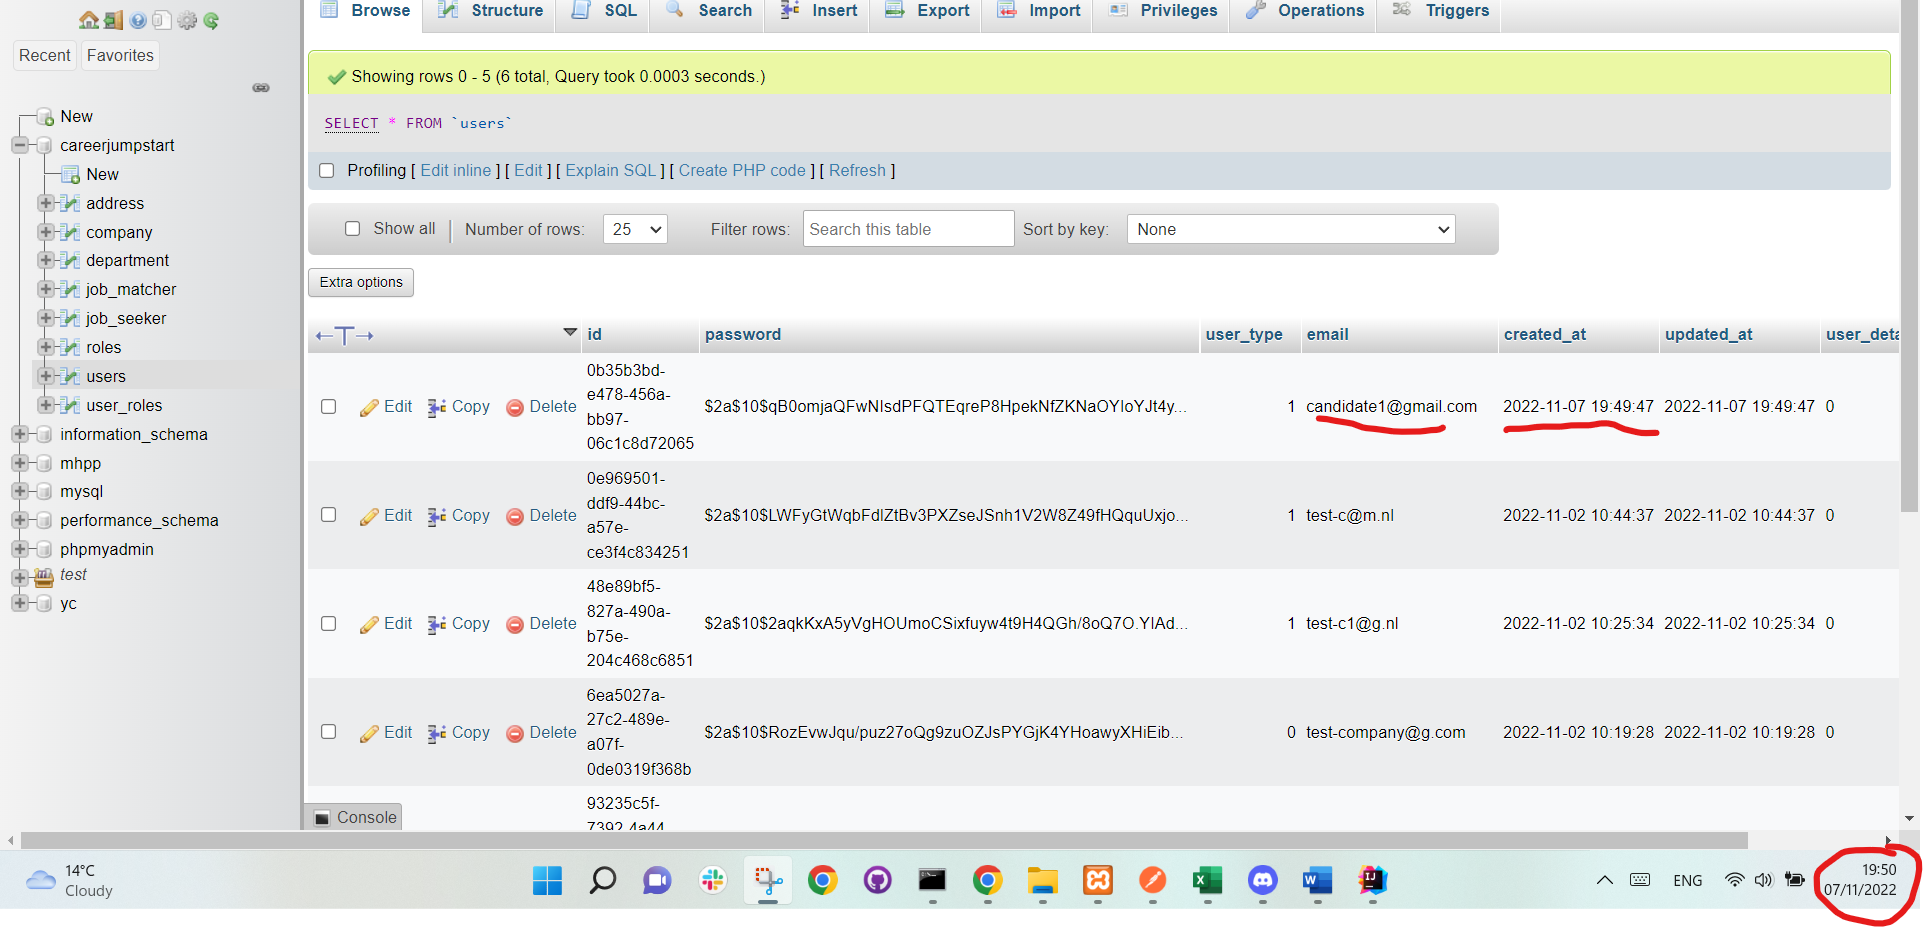 Browse Structure SQL Search Insert Export Import Privileges Operations Triggers
Recent Favorites
New
careerjumpstart
New
address
company
department
job_matcher
job_seeker
roles
users
user_roles
information_schema
mhpp
mysql
performance_schema
phpmyadmin
test
yc
Showing rows 0 - 5 (6 total, Query took 0.0003 seconds.)
SELECT * FROM `users`
Profiling [ Edit inline ] [ Edit ] [ Explain SQL ] [ Create PHP code ] [ Refresh ]
Show all Number of rows: 25 Filter rows: Search this table Sort by key: None
Extra options
id password user_type email created_at updated_at user_deta
0b35b3bd-
e478-456a-
bb97-
06c1c8d72065
Edit Copy Delete $2a$10$qB0omjaQFwNIsdPFQTEqreP8HpekNfZKNaOYIoYJt4y... 1 candidate1@gmail.com 2022-11-07 19:49:47 2022-11-07 19:49:47 0
0e969501-
ddf9-44bc-
a57e-
ce3f4c834251
Edit Copy Delete $2a$10$LWFyGtWqbFdlZtBv3PXZseJSnh1V2W8Z49fHQquUxjo... 1 test-c@m.nl 2022-11-02 10:44:37 2022-11-02 10:44:37 0
48e89bf5-
827a-490a-
b75e-
204c468c6851
Edit Copy Delete $2a$10$2aqkKxA5yVgHOUmoCSixfuyw4t9H4QGh/8oQ7O.YIAd... 1 test-c1@g.nl 2022-11-02 10:25:34 2022-11-02 10:25:34 0
6ea5027a-
27c2-489e-
a07f-
0de0319f368b
Edit Copy Delete $2a$10$RozEvwJqu/puz27oQg9zuOZJsPYGjK4YHoawyXHiEib... 0 test-company@g.com 2022-11-02 10:19:28 2022-11-02 10:19:28 0
93235c5f-
7392-4a44
Console
14°C
Cloudy
ENG
19:50
07/11/2022